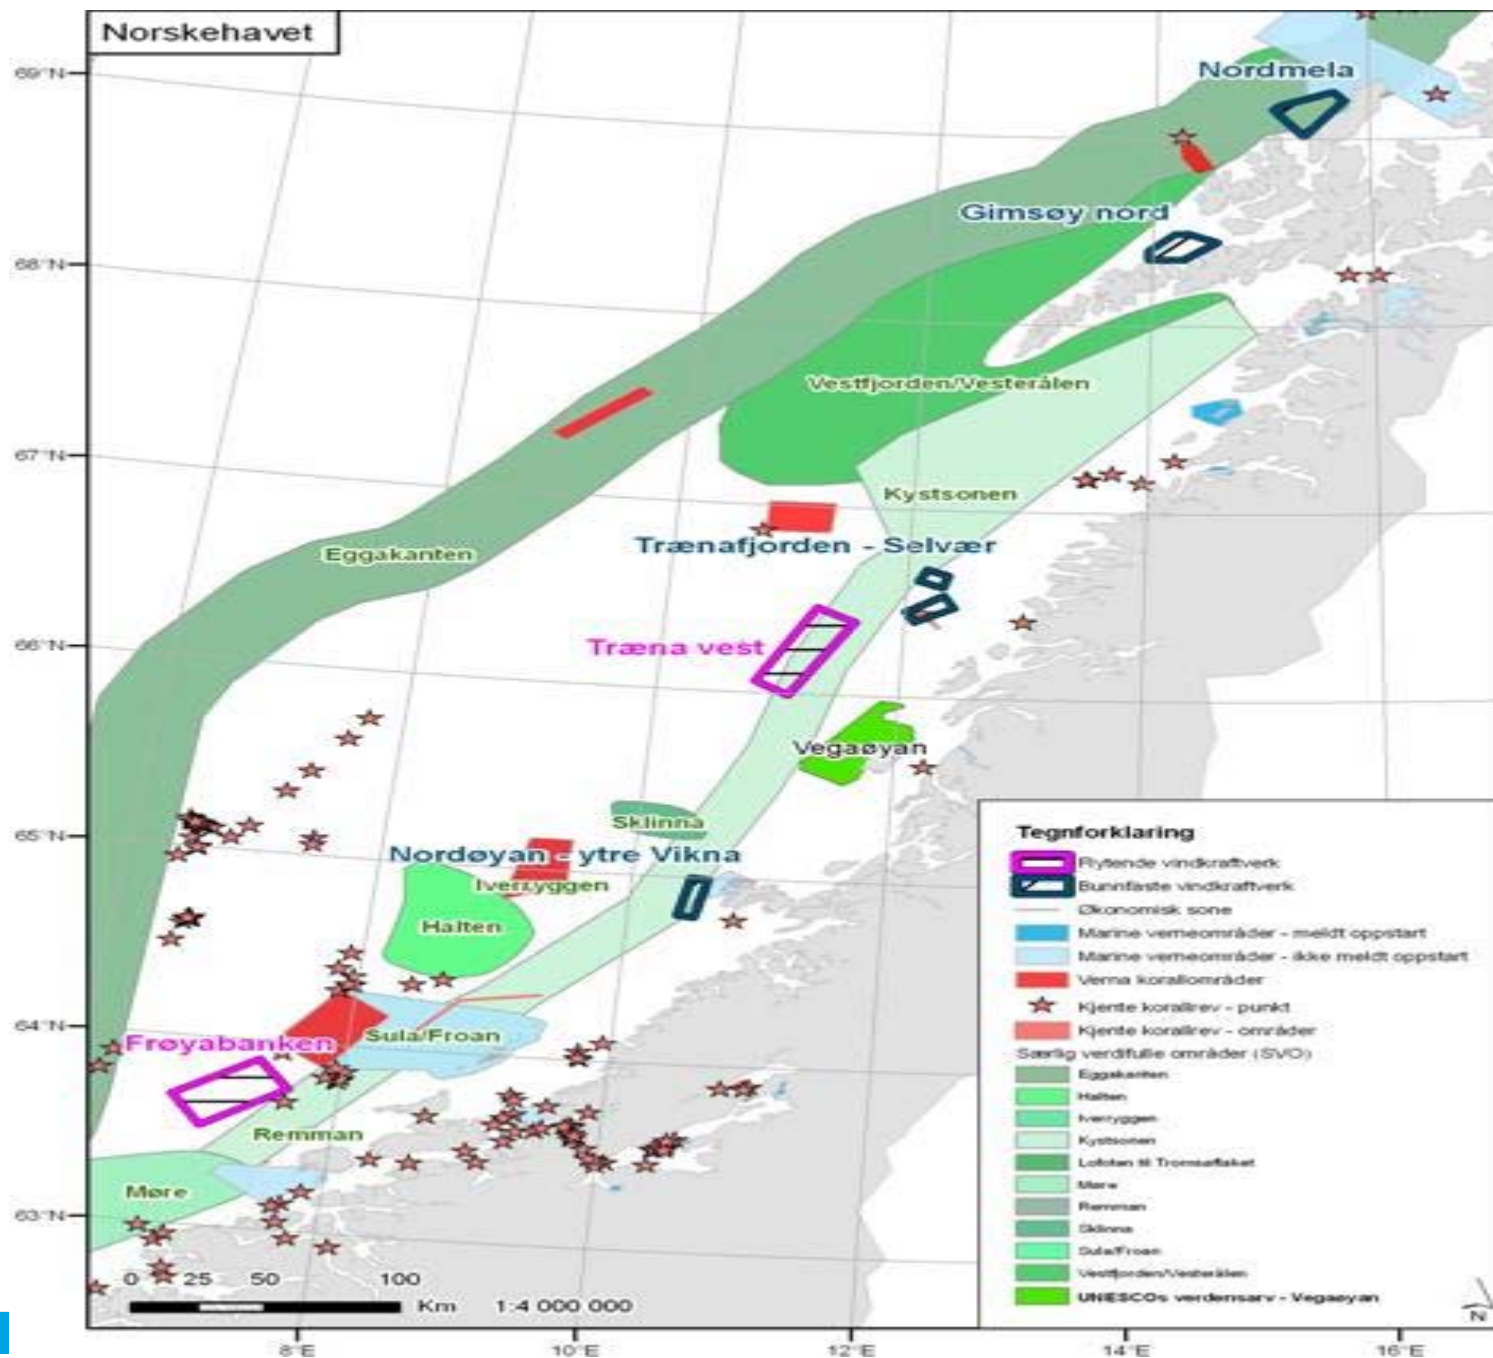 Norskehavet
69°N
68°N
67°N
66°N
65°N
64°N
63°N
Nordmela
Gimsøy nord
Vestfjorden/Vesterålen
Kystsonen
Trænafjorden - Selvær
Eggakanten
Træna vest
Vegaøyan
Sklinna
Nordøyan - ytre Vikna
Iverryggen
Halten
Sula/Froan
Frøyabanken
Remman
Møre
0 25 50 100
Km 1:4 000 000
8°E 10°E 12°E 14°E 16°E
Tegnforklaring
Flytende vindkraftverk
Bunnfaste vindkraftverk
Økonomisk sone
Marine verneområder - meldt oppstart
Marine verneområder - ikke meldt oppstart
Verna korallområder
Kjente korallrev - punkt
Kjente korallrev - områder
Særlig verdifulle områder (SVO)
Eggakanten
Halten
Iverryggen
Kystsonen
Lofoten til Tromsøflaket
Møre
Remman
Sklinna
Sula/Froan
Vestfjorden/Vesterålen
UNESCOs verdensarv - Vegaøyan
N